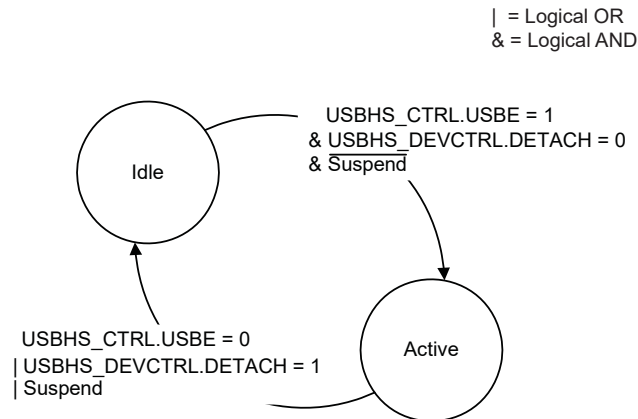 | = Logical OR
& = Logical AND
USBHS_CTRL.USBE = 1
& USBHS_DEVCTRL.DETACH = 0
& Suspend
Idle
Active
USBHS_CTRL.USBE = 0
| USBHS_DEVCTRL.DETACH = 1
| Suspend